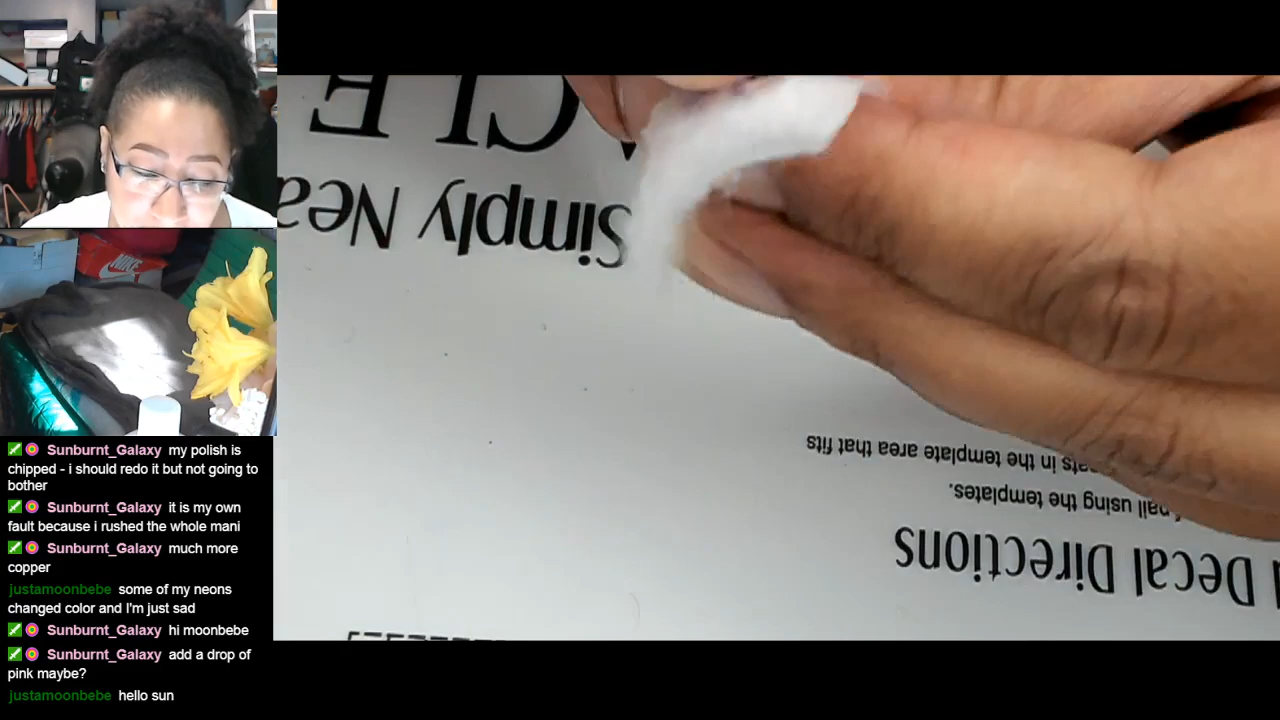 CLE
Simply Nea
in the template area that fits
nail using the templates.
Decal Directions
NIKE
Sunburnt_Galaxy my polish is
chipped - i should redo it but not going to
bother
Sunburnt_Galaxy it is my own
fault because i rushed the whole mani
Sunburnt_Galaxy much more
copper
justamoonbebe some of my neons
changed color and I'm just sad
Sunburnt_Galaxy hi moonbebe
Sunburnt_Galaxy add a drop of
pink maybe?
justamoonbebe hello sun